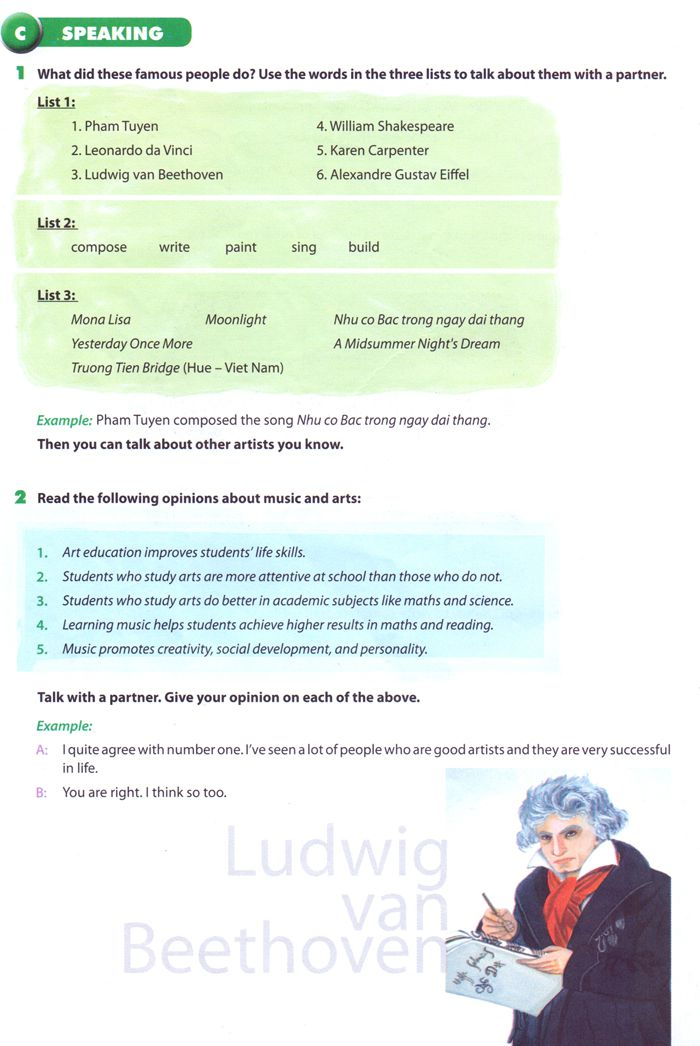 C SPEAKING
1 What did these famous people do? Use the words in the three lists to talk about them with a partner.
List 1:
1. Pham Tuyen
4. William Shakespeare
2. Leonardo da Vinci
5. Karen Carpenter
3. Ludwig van Beethoven
6. Alexandre Gustav Eiffel
List 2:
compose write paint sing build
List 3:
Mona Lisa Moonlight Nhu co Bac trong ngay dai thang
Yesterday Once More A Midsummer Night's Dream
Truong Tien Bridge (Hue – Viet Nam)
Example: Pham Tuyen composed the song Nhu co Bac trong ngay dai thang.
Then you can talk about other artists you know.
2 Read the following opinions about music and arts:
1. Art education improves students' life skills.
2. Students who study arts are more attentive at school than those who do not.
3. Students who study arts do better in academic subjects like maths and science.
4. Learning music helps students achieve higher results in maths and reading.
5. Music promotes creativity, social development, and personality.
Talk with a partner. Give your opinion on each of the above.
Example:
A: I quite agree with number one. I've seen a lot of people who are good artists and they are very successful
in life.
B: You are right. I think so too.
Ludwig
van
Beethoven